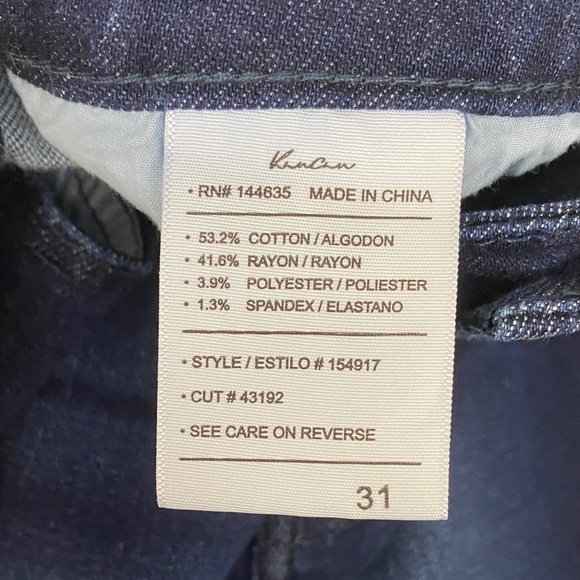 KanCan
• RN# 144635 MADE IN CHINA
• 53.2% COTTON / ALGODON
• 41.6% RAYON / RAYON
• 3.9% POLYESTER / POLIESTER
• 1.3% SPANDEX / ELASTANO
• STYLE / ESTILO # 154917
• CUT # 43192
• SEE CARE ON REVERSE
31